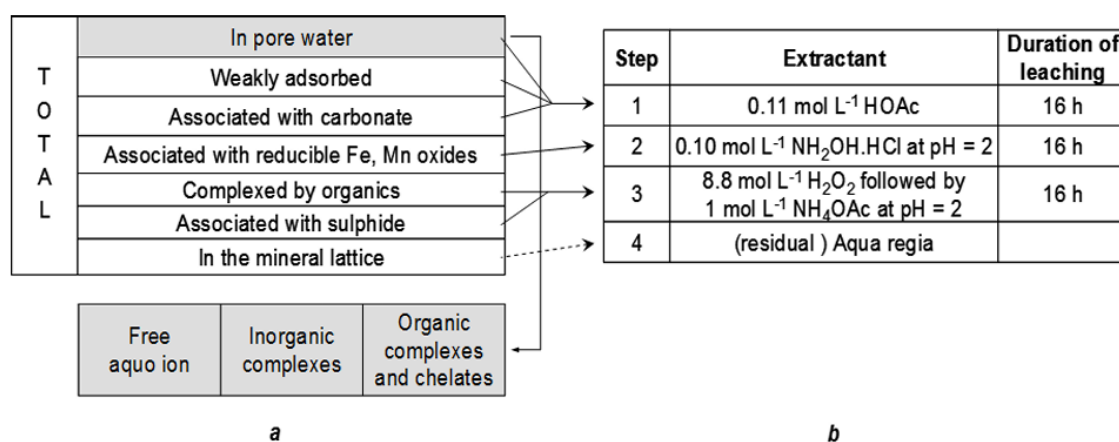 TOTAL
In pore water
Weakly adsorbed
Associated with carbonate
Associated with reducible Fe, Mn oxides
Complexed by organics
Associated with sulphide
In the mineral lattice
Free
aquo ion
Inorganic
complexes
Organic
complexes
and chelates
a
Step Extractant Duration of
leaching
1 0.11 mol L⁻¹ HOAc 16 h
2 0.10 mol L⁻¹ NH₂OH.HCl at pH = 2 16 h
3 8.8 mol L⁻¹ H₂O₂ followed by
1 mol L⁻¹ NH₄OAc at pH = 2 16 h
4 (residual ) Aqua regia
b